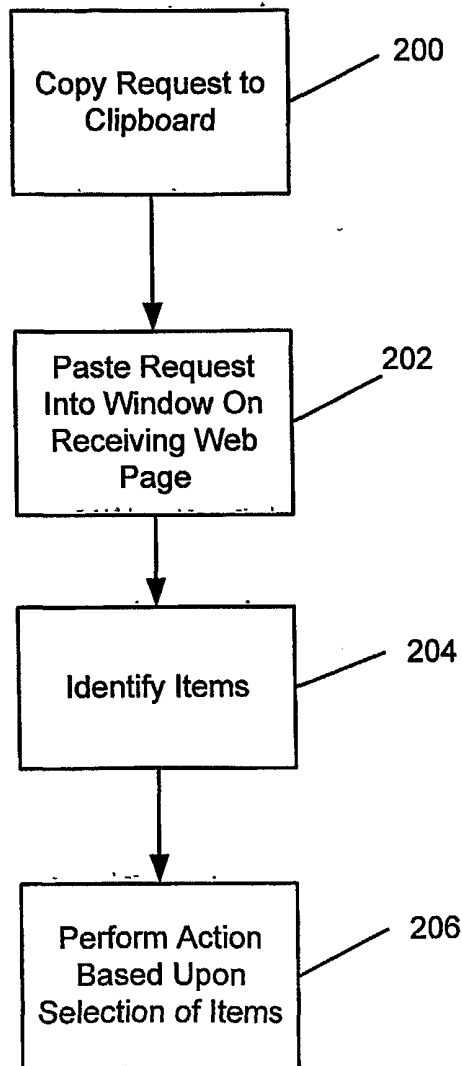 Copy Request to
Clipboard
200
Paste Request
Into Window On
Receiving Web
Page
202
Identify Items
204
Perform Action
Based Upon
Selection of Items
206